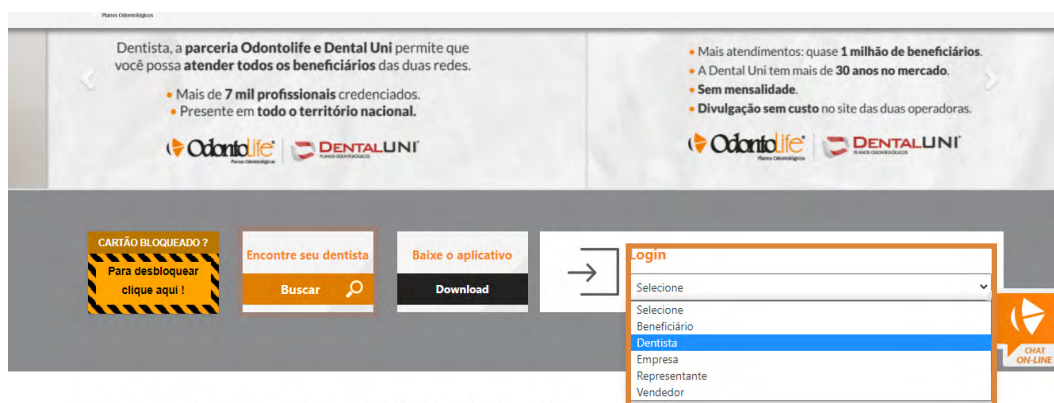 Planos Odontológicos
Dentista, a parceria Odontolife e Dental Uni permite que
você possa atender todos os beneficiários das duas redes.
• Mais de 7 mil profissionais credenciados.
• Presente em todo o território nacional.
Odontolife
Planos Odontológicos
DENTALUNI
PLANOS ODONTOLÓGICOS
• Mais atendimentos: quase 1 milhão de beneficiários.
• A Dental Uni tem mais de 30 anos no mercado.
• Sem mensalidade.
• Divulgação sem custo no site das duas operadoras.
Odontolife
Planos Odontológicos
DENTALUNI
PLANOS ODONTOLÓGICOS
CARTÃO BLOQUEADO ?
Para desbloquear
clique aqui !
Encontre seu dentista
Buscar
Baixe o aplicativo
Download
Login
Selecione
Selecione
Beneficiário
Dentista
Empresa
Representante
Vendedor
CHAT
ON-LINE